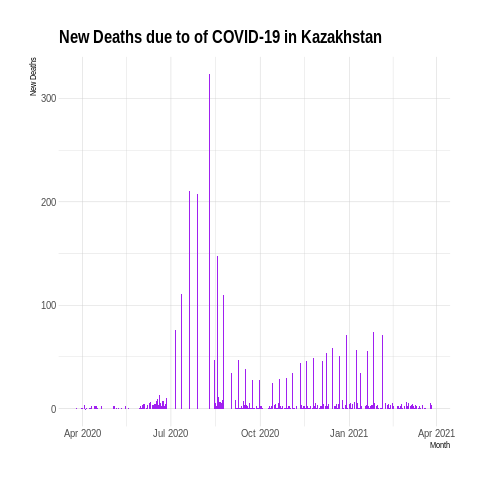 New Deaths due to of COVID-19 in Kazakhstan
New Deaths
300
200
100
0
Apr 2020 Jul 2020 Oct 2020 Jan 2021 Apr 2021
Month